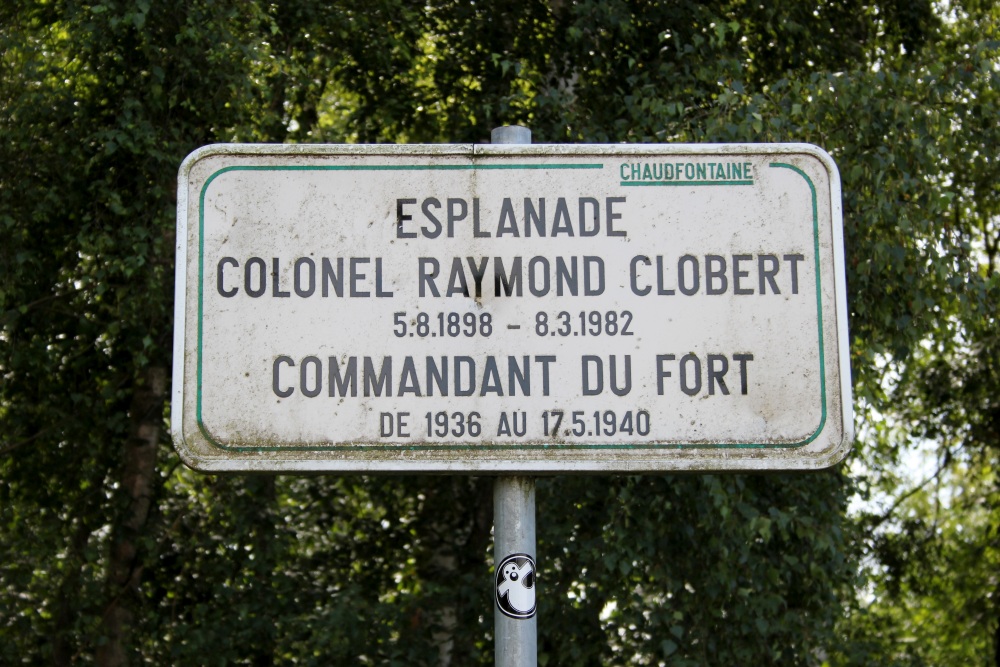 CHAUDFONTAINE
ESPLANADE
COLONEL RAYMOND CLOBERT
5.8.1898 - 8.3.1982
COMMANDANT DU FORT
DE 1936 AU 17.5.1940